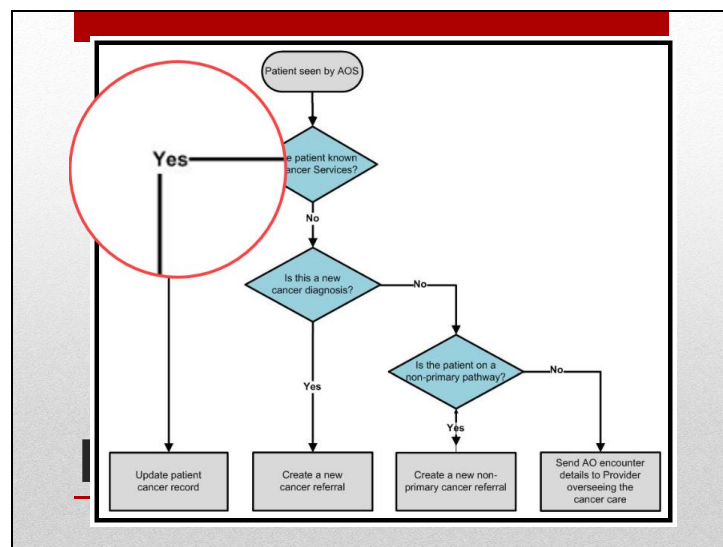 Patient seen by AOS
Yes
e patient known
ancer Services?
No
Is this a new
cancer diagnosis?
No
Is the patient on a
non-primary pathway?
No
Yes
Yes
Update patient
cancer record
Create a new
cancer referral
Create a new non-
primary cancer referral
Send AO encounter
details to Provider
overseeing the
cancer care